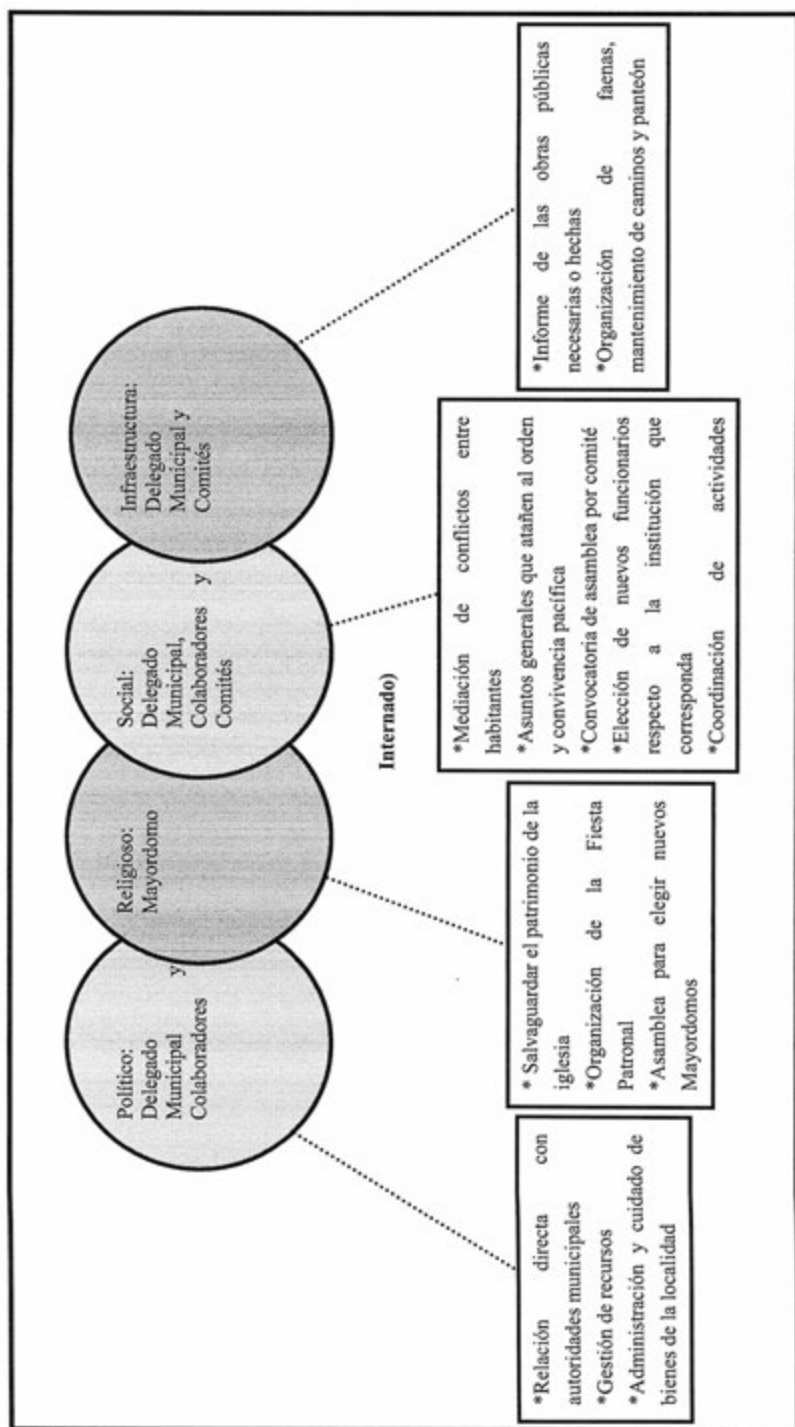 Político:
Delegado
Municipal y
Colaboradores
Religioso:
Mayordomo
Social:
Delegado
Municipal,
Colaboradores y
Comités
Infraestructura:
Delegado
Municipal y
Comités
Internado)
*Relación directa con
autoridades municipales
*Gestión de recursos
*Administración y cuidado de
bienes de la localidad
* Salvaguardar el patrimonio de la
iglesia
*Organización de la Fiesta
Patronal
*Asamblea para elegir nuevos
Mayordomos
*Mediación de conflictos entre
habitantes
*Asuntos generales que atañen al orden
y convivencia pacífica
*Convocatoria de asamblea por comité
*Elección de nuevos funcionarios
respecto a la institución que
corresponda
*Coordinación de actividades
*Informe de las obras públicas
necesarias o hechas
*Organización de faenas,
mantenimiento de caminos y panteón